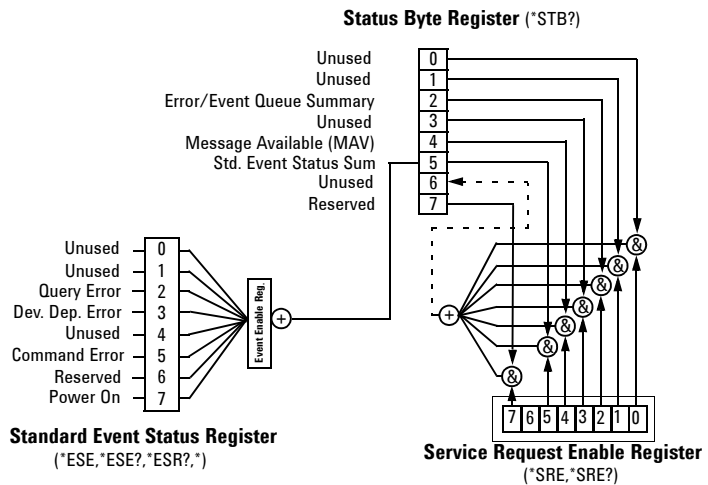 Status Byte Register (*STB?)
Unused 0
Unused 1
Error/Event Queue Summary 2
Unused 3
Message Available (MAV) 4
Std. Event Status Sum 5
Unused 6
Reserved 7
Unused 0
Unused 1
Query Error 2
Dev. Dep. Error 3
Unused 4
Command Error 5
Reserved 6
Power On 7
Event Enable Reg.
+
+
&
&
&
&
&
&
&
7 6 5 4 3 2 1 0
Standard Event Status Register
(*ESE,*ESE?,*ESR?,*)
Service Request Enable Register
(*SRE,*SRE?)